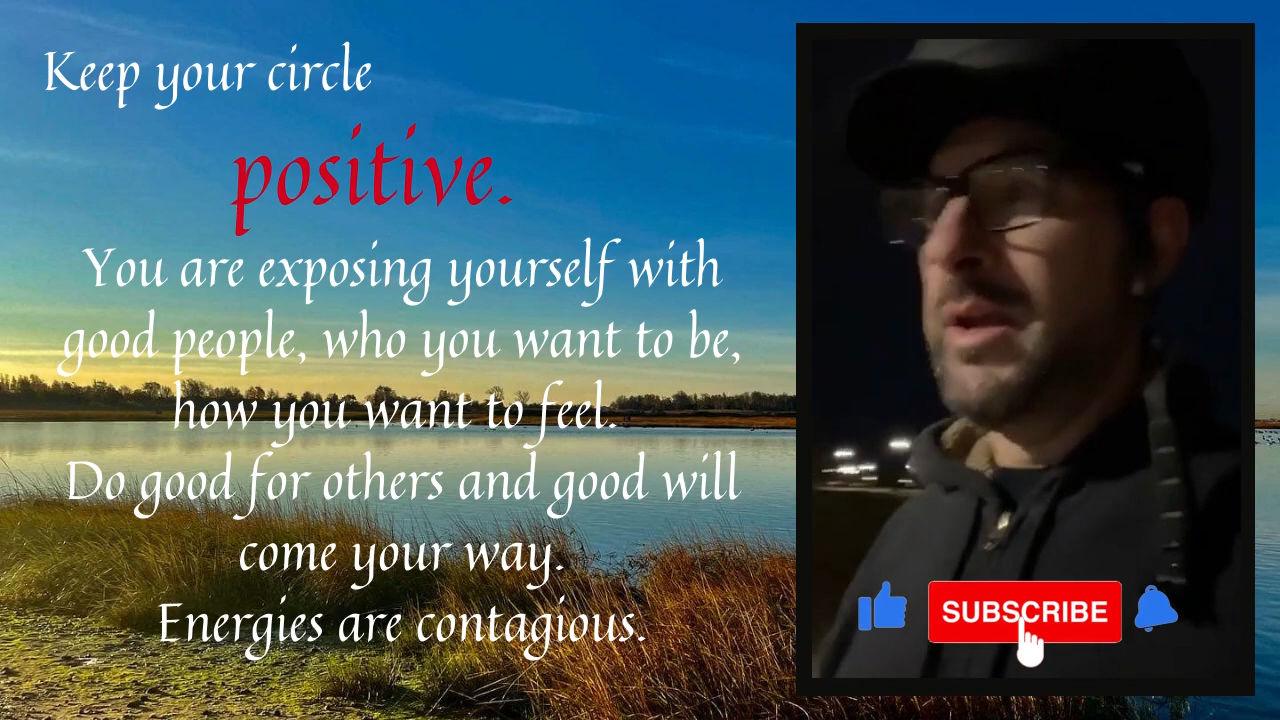 Keep your circle
positive.
You are exposing yourself with
good people, who you want to be,
how you want to feel.
Do good for others and good will
come your way.
Energies are contagious.
SUBSCRIBE